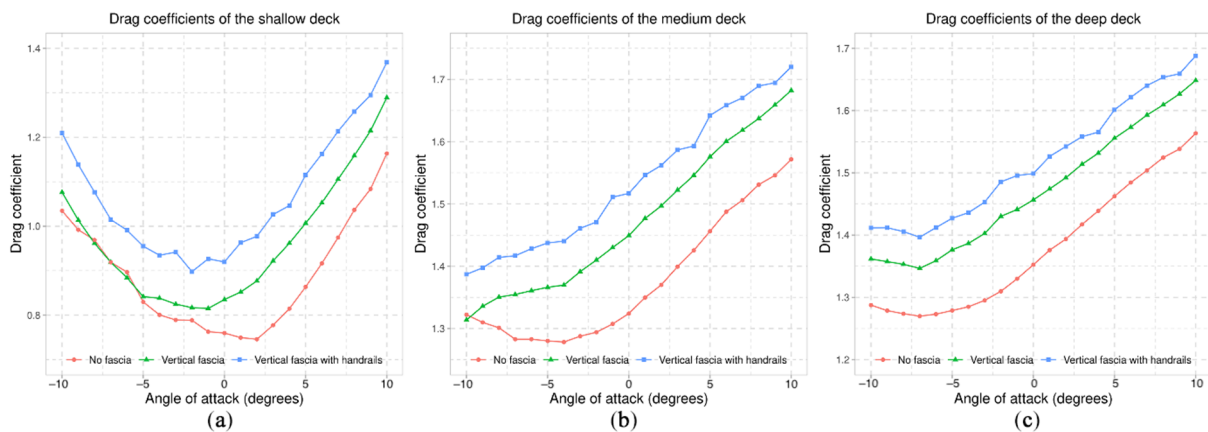 Drag coefficients of the shallow deck
1.4
1.2
1.0
0.8
Drag coefficient
No fascia Vertical fascia Vertical fascia with handrails
−10 −5 0 5 10
Angle of attack (degrees)
(a)
Drag coefficients of the medium deck
1.7
1.6
1.5
1.4
1.3
Drag coefficient
No fascia Vertical fascia Vertical fascia with handrails
−10 −5 0 5 10
Angle of attack (degrees)
(b)
Drag coefficients of the deep deck
1.7
1.6
1.5
1.4
1.3
1.2
Drag coefficient
No fascia Vertical fascia Vertical fascia with handrails
−10 −5 0 5 10
Angle of attack (degrees)
(c)